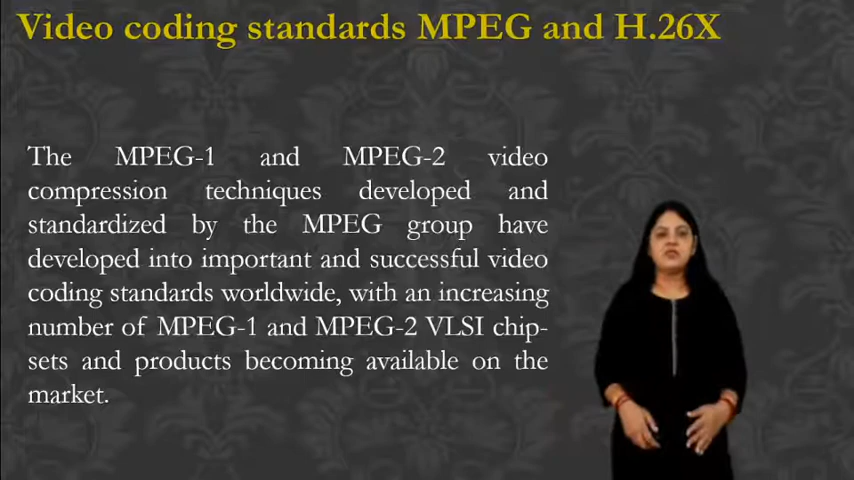 Video coding standards MPEG and H.26X
The MPEG-1 and MPEG-2 video
compression techniques developed and
standardized by the MPEG group have
developed into important and successful video
coding standards worldwide, with an increasing
number of MPEG-1 and MPEG-2 VLSI chip-
sets and products becoming available on the
market.